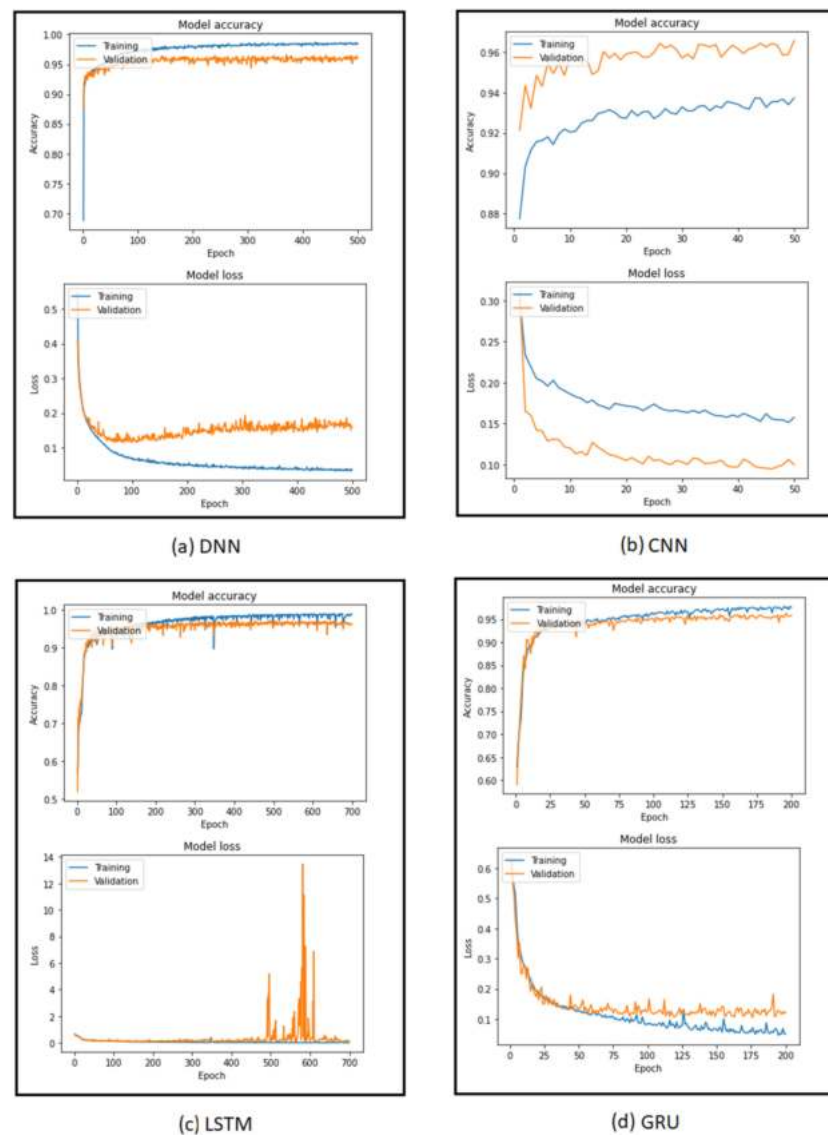 Model accuracy
Training
Validation
Accuracy
1.00
0.95
0.90
0.85
0.80
0.75
0.70
0 100 200 300 400 500
Epoch
Model loss
Training
Validation
Loss
0.5
0.4
0.3
0.2
0.1
0 100 200 300 400 500
Epoch
(a) DNN
Model accuracy
Training
Validation
Accuracy
0.96
0.94
0.92
0.90
0.88
0 10 20 30 40 50
Epoch
Model loss
Training
Validation
Loss
0.30
0.25
0.20
0.15
0.10
0 10 20 30 40 50
Epoch
(b) CNN
Model accuracy
Training
Validation
Accuracy
1.0
0.9
0.8
0.7
0.6
0.5
0 100 200 300 400 500 600 700
Epoch
Model loss
Training
Validation
Loss
14
12
10
8
6
4
2
0
0 100 200 300 400 500 600 700
Epoch
(c) LSTM
Model accuracy
Training
Validation
Accuracy
0.95
0.90
0.85
0.80
0.75
0.70
0.65
0.60
0 25 50 75 100 125 150 175 200
Epoch
Model loss
Training
Validation
Loss
0.6
0.5
0.4
0.3
0.2
0.1
0 25 50 75 100 125 150 175 200
Epoch
(d) GRU